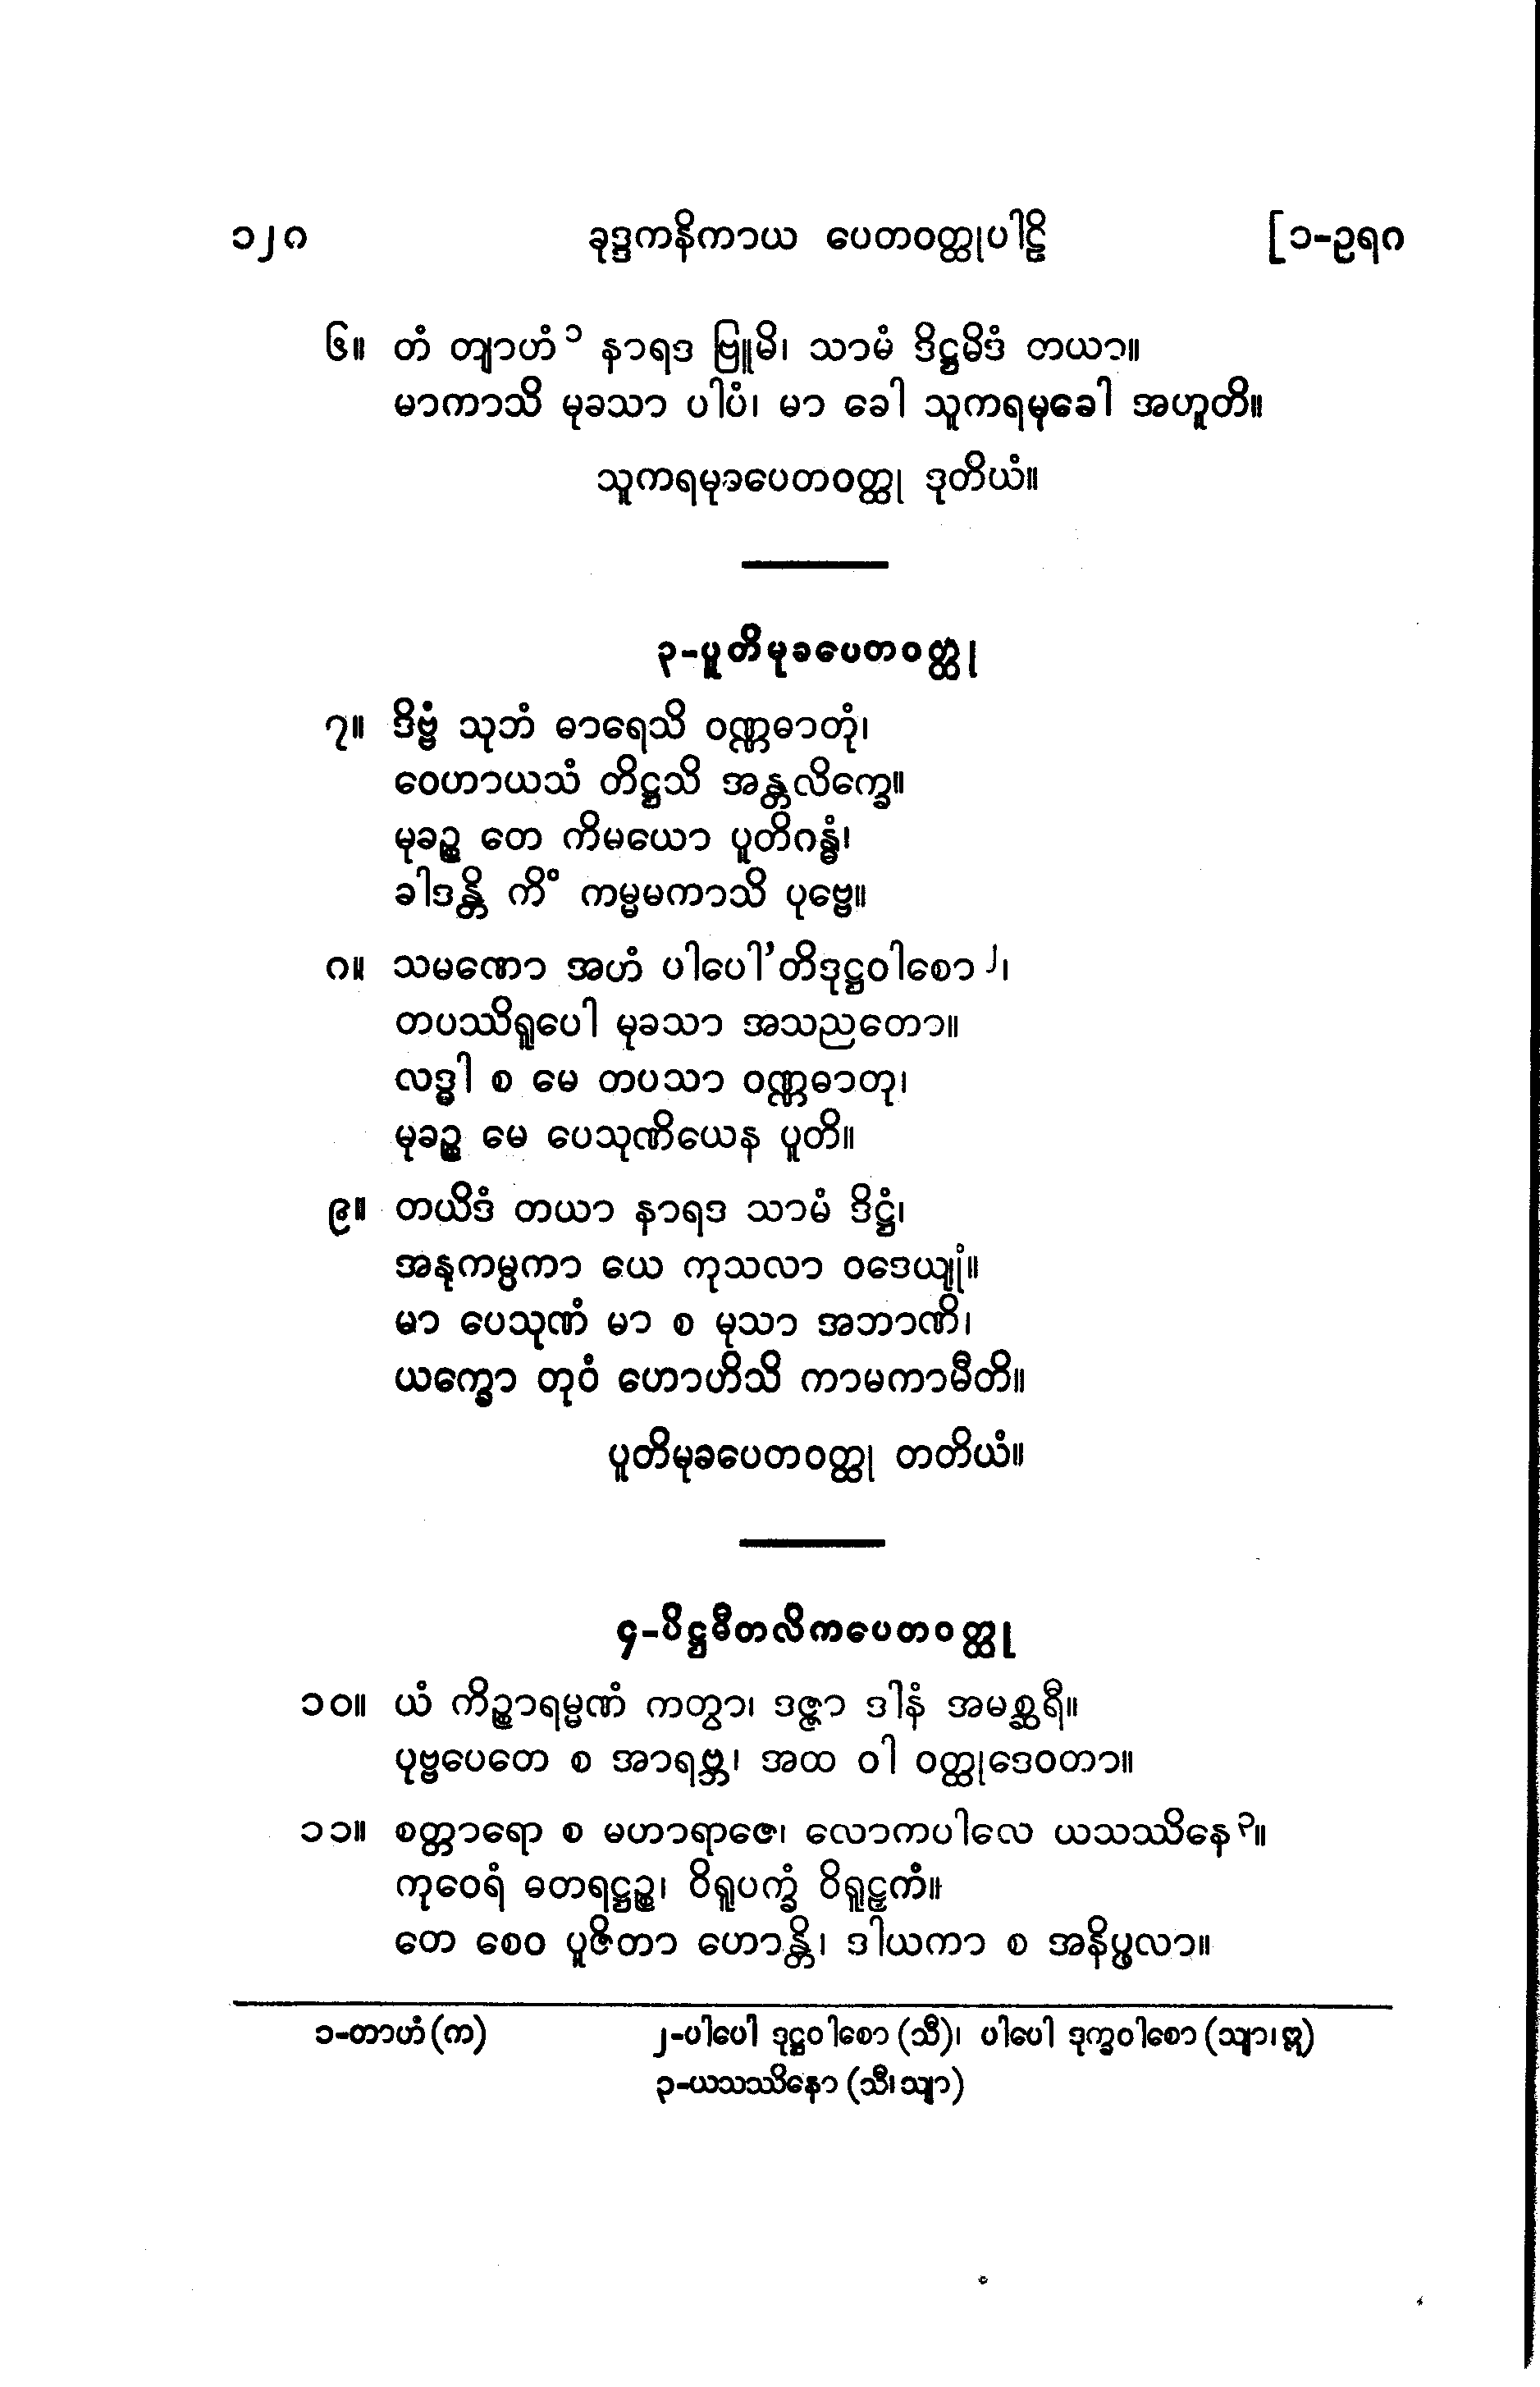 ၁၂၈ ခုဒ္ဒကနိကာယ ပေတဝတ္ထုပါဠိ [၁-ဥရဂ
၆။ တံ တျာဟံ ၁ နာရဒ ဗြူမိ၊ သာမံ ဒိဋ္ဌမိဒံ တယာ။
မာကာသိ မုခသာ ပါပံ၊ မာ ခေါ သူကရမုခေါ အဟူတိ။
သူကရမုခပေတဝတ္ထု ဒုတိယံ။
၃-ပူတိမုခပေတဝတ္ထု
၇။ ဒိဗ္ဗံ သုဘံ ဓာရေသိ ဝဏ္ဏဓာတုံ၊
ဝေဟာယသံ တိဋ္ဌသိ အန္တလိက္ခေ။
မုခဉ္စ တေ ကိမယော ပူတိဂန္ဓံ၊
ခါဒန္တိ ကိံ ကမ္မမကာသိ ပုဗ္ဗေ။
၈။ သမဏော အဟံ ပါပေါ'တိဒုဋ္ဌဝါစော ၂၊
တပဿိရူပေါ မုခသာ အသညတော။
လဒ္ဓါ စ မေ တပသာ ဝဏ္ဏဓာတု၊
မုခဉ္စ မေ ပေသုဏိယေန ပူတိ။
၉။ တယိဒံ တယာ နာရဒ သာမံ ဒိဋ္ဌံ၊
အနုကမ္ပကာ ယေ ကုသလာ ဝဒေယျုံ။
မာ ပေသုဏံ မာ စ မုသာ အဘာဏိ၊
ယက္ခော တုဝံ ဟောဟိသိ ကာမကာမီတိ။
ပူတိမုခပေတဝတ္ထု တတိယံ။
၄-ပိဋ္ဌဓီတလိကပေတဝတ္ထု
၁၀။ ယံ ကိဉ္စာရမ္မဏံ ကတွာ၊ ဒဇ္ဇာ ဒါနံ အမစ္ဆရီ။
ပုဗ္ဗပေတေ စ အာရဗ္ဘ၊ အထ ဝါ ဝတ္ထုဒေဝတာ။
၁၁။ စတ္တာရော စ မဟာရာဇေ၊ လောကပါလေ ယသဿိနေ ၃။
ကုဝေရံ ဓတရဋ္ဌဉ္စ၊ ဝိရူပက္ခံ ဝိရူဠှကံ။
တေ စေဝ ပူဇိတာ ဟောန္တိ၊ ဒါယကာ စ အနိပ္ဖလာ။
၁-တာဟံ (က) ၂-ပါပေါ ဒုဋ္ဌဝါစော (သီ)၊ ပါပေါ ဒုက္ခဝါစော (သျာ၊ ဣ)
၃-ယသဿိနော (သီ၊ သျာ)